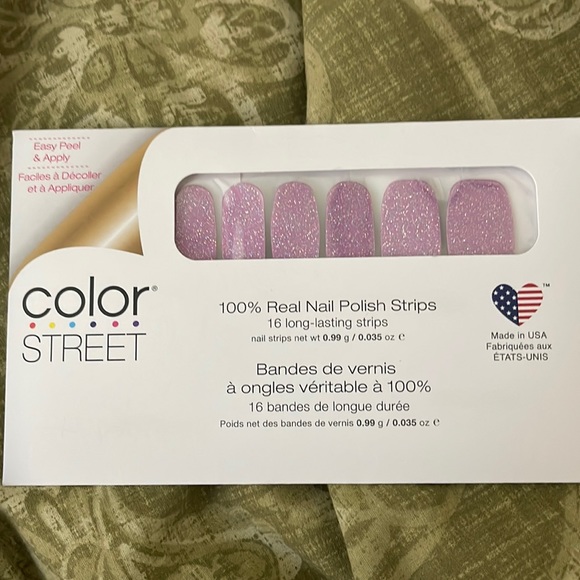 Easy Peel
& Apply
Faciles à Décoller
et à Appliquer
color®
STREET
100% Real Nail Polish Strips
16 long-lasting strips
nail strips net wt 0.99 g / 0.035 oz ℮
Bandes de vernis
à ongles véritable à 100%
16 bandes de longue durée
Poids net des bandes de vernis 0.99 g / 0.035 oz ℮
TM
Made in USA
Fabriquées aux
ÉTATS-UNIS